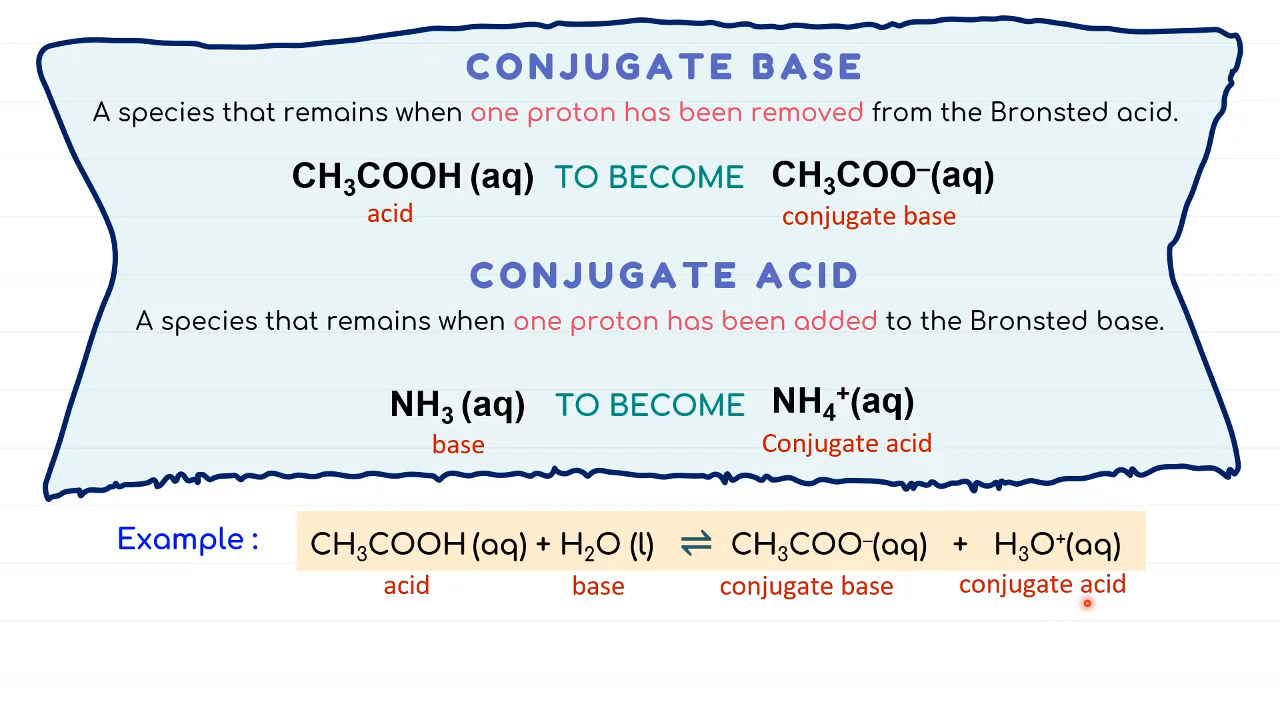 CONJUGATE BASE
A species that remains when one proton has been removed from the Bronsted acid.
CH₃COOH (aq) TO BECOME CH₃COO⁻(aq)
acid conjugate base
CONJUGATE ACID
A species that remains when one proton has been added to the Bronsted base.
NH₃ (aq) TO BECOME NH₄⁺(aq)
base Conjugate acid
Example : CH₃COOH (aq) + H₂O (l) ⇌ CH₃COO⁻(aq) + H₃O⁺(aq)
acid base conjugate base conjugate acid